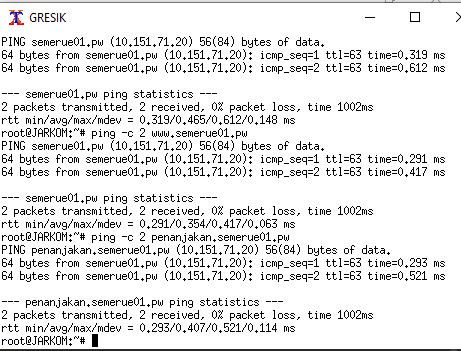 GRESIK
PING semerue01.pw (10.151.71.20) 56(84) bytes of data.
64 bytes from semerue01.pw (10.151.71.20): icmp_seq=1 ttl=63 time=0.319 ms
64 bytes from semerue01.pw (10.151.71.20): icmp_seq=2 ttl=63 time=0.612 ms

--- semerue01.pw ping statistics ---
2 packets transmitted, 2 received, 0% packet loss, time 1002ms
rtt min/avg/max/mdev = 0.319/0.465/0.612/0.148 ms
root@JARKOM:~# ping -c 2 www.semerue01.pw
PING semerue01.pw (10.151.71.20) 56(84) bytes of data.
64 bytes from semerue01.pw (10.151.71.20): icmp_seq=1 ttl=63 time=0.291 ms
64 bytes from semerue01.pw (10.151.71.20): icmp_seq=2 ttl=63 time=0.417 ms

--- semerue01.pw ping statistics ---
2 packets transmitted, 2 received, 0% packet loss, time 1002ms
rtt min/avg/max/mdev = 0.291/0.354/0.417/0.063 ms
root@JARKOM:~# ping -c 2 penanjakan.semerue01.pw
PING penanjakan.semerue01.pw (10.151.71.20) 56(84) bytes of data.
64 bytes from semerue01.pw (10.151.71.20): icmp_seq=1 ttl=63 time=0.293 ms
64 bytes from semerue01.pw (10.151.71.20): icmp_seq=2 ttl=63 time=0.521 ms

--- penanjakan.semerue01.pw ping statistics ---
2 packets transmitted, 2 received, 0% packet loss, time 1002ms
rtt min/avg/max/mdev = 0.293/0.407/0.521/0.114 ms
root@JARKOM:~#